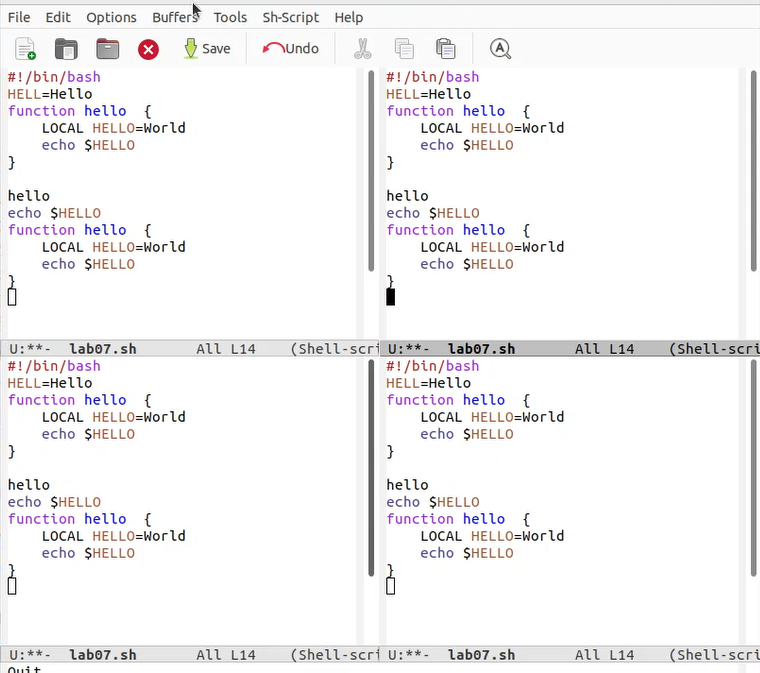 File Edit Options Buffers Tools Sh-Script Help
Save Undo
#!/bin/bash
HELL=Hello
function hello  {
    LOCAL HELLO=World
    echo $HELLO
}
hello
echo $HELLO
function hello  {
    LOCAL HELLO=World
    echo $HELLO
}
U:**-  lab07.sh       All L14    (Shell-scri
#!/bin/bash
HELL=Hello
function hello  {
    LOCAL HELLO=World
    echo $HELLO
}
hello
echo $HELLO
function hello  {
    LOCAL HELLO=World
    echo $HELLO
}
U:**-  lab07.sh       All L14    (Shell-scri
#!/bin/bash
HELL=Hello
function hello  {
    LOCAL HELLO=World
    echo $HELLO
}
hello
echo $HELLO
function hello  {
    LOCAL HELLO=World
    echo $HELLO
}
U:**-  lab07.sh       All L14    (Shell-scri
#!/bin/bash
HELL=Hello
function hello  {
    LOCAL HELLO=World
    echo $HELLO
}
hello
echo $HELLO
function hello  {
    LOCAL HELLO=World
    echo $HELLO
}
U:**-  lab07.sh       All L14    (Shell-scri
Quit